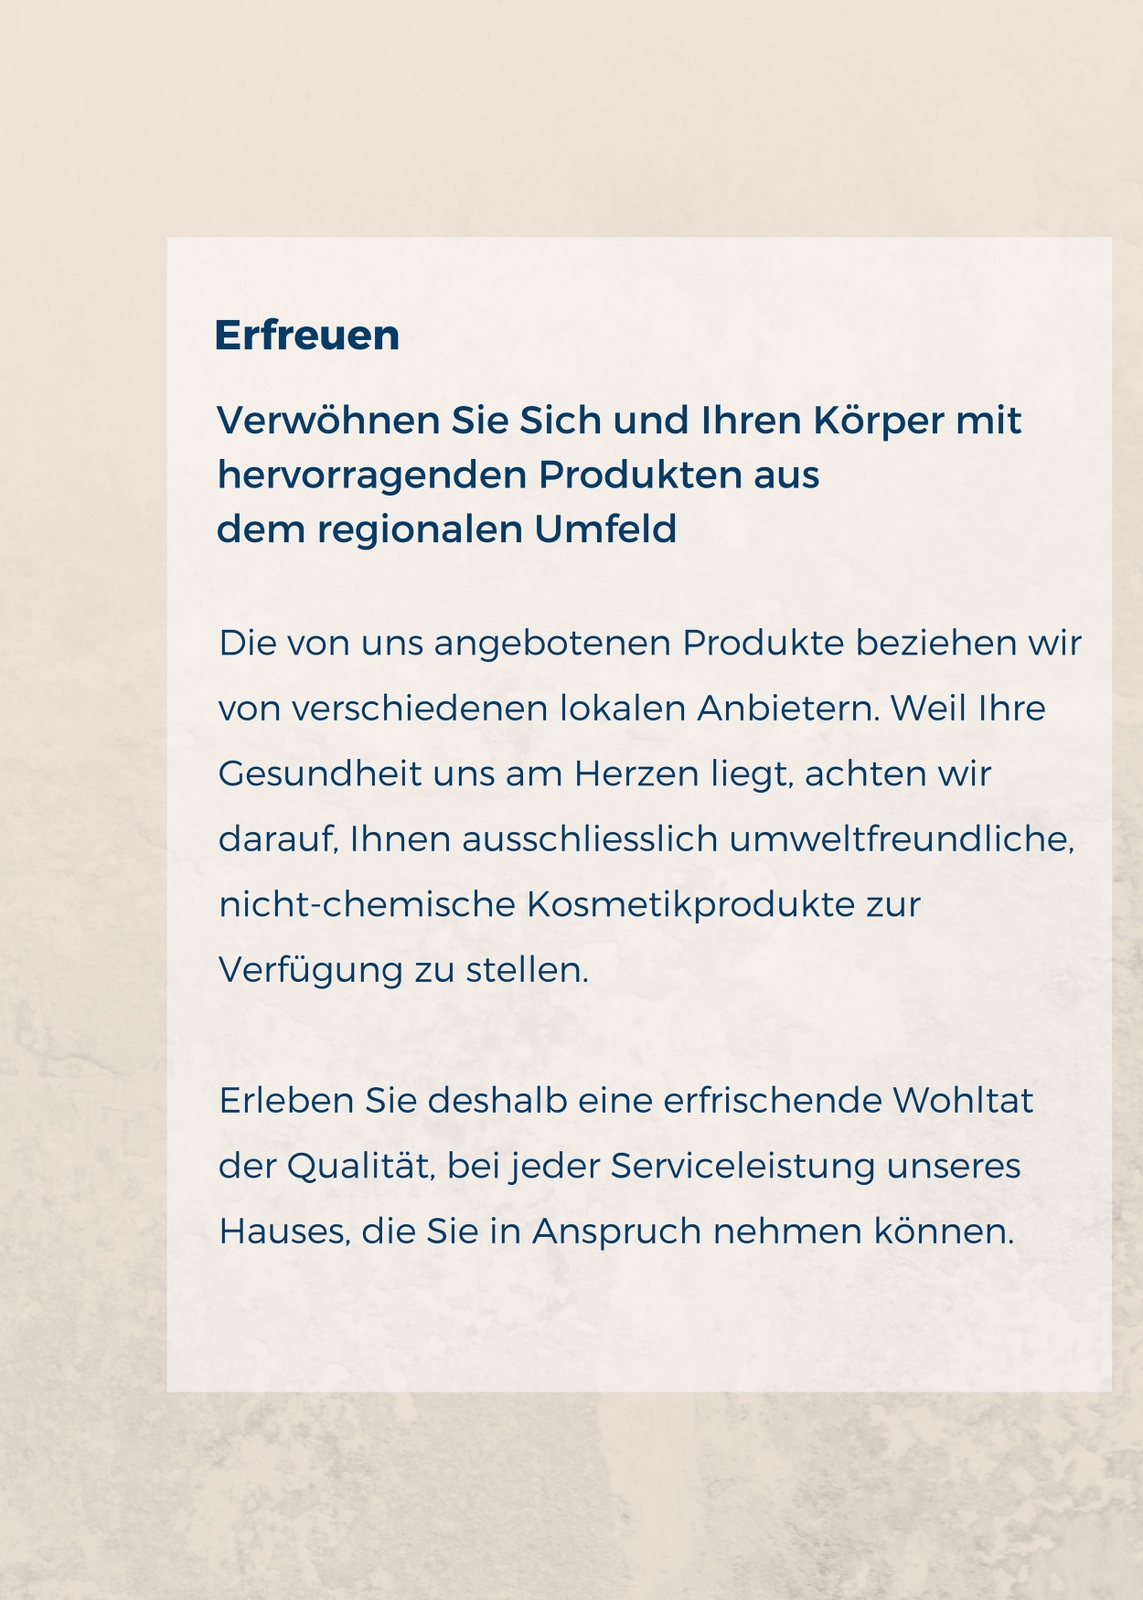 Erfreuen
Verwöhnen Sie Sich und Ihren Körper mit
hervorragenden Produkten aus
dem regionalen Umfeld
Die von uns angebotenen Produkte beziehen wir
von verschiedenen lokalen Anbietern. Weil Ihre
Gesundheit uns am Herzen liegt, achten wir
darauf, Ihnen ausschliesslich umweltfreundliche,
nicht-chemische Kosmetikprodukte zur
Verfügung zu stellen.
Erleben Sie deshalb eine erfrischende Wohltat
der Qualität, bei jeder Serviceleistung unseres
Hauses, die Sie in Anspruch nehmen können.